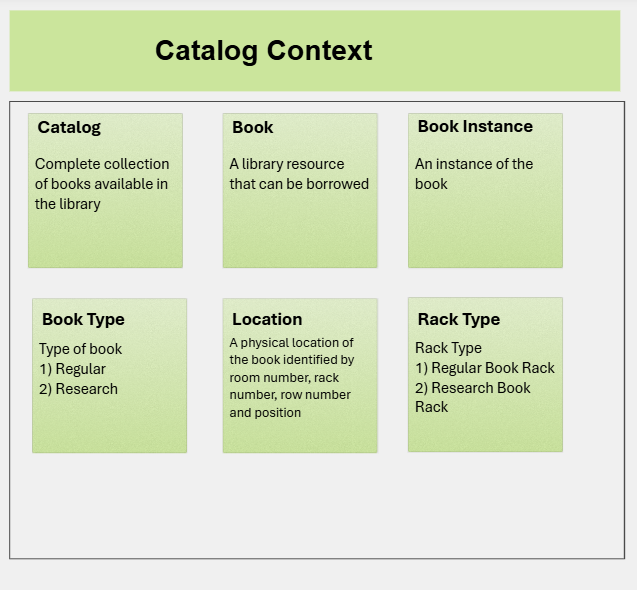 Catalog Context
Catalog
Complete collection
of books available in
the library
Book
A library resource
that can be borrowed
Book Instance
An instance of the
book
Book Type
Type of book
1) Regular
2) Research
Location
A physical location of
the book identified by
room number, rack
number, row number
and position
Rack Type
Rack Type
1) Regular Book Rack
2) Research Book
Rack